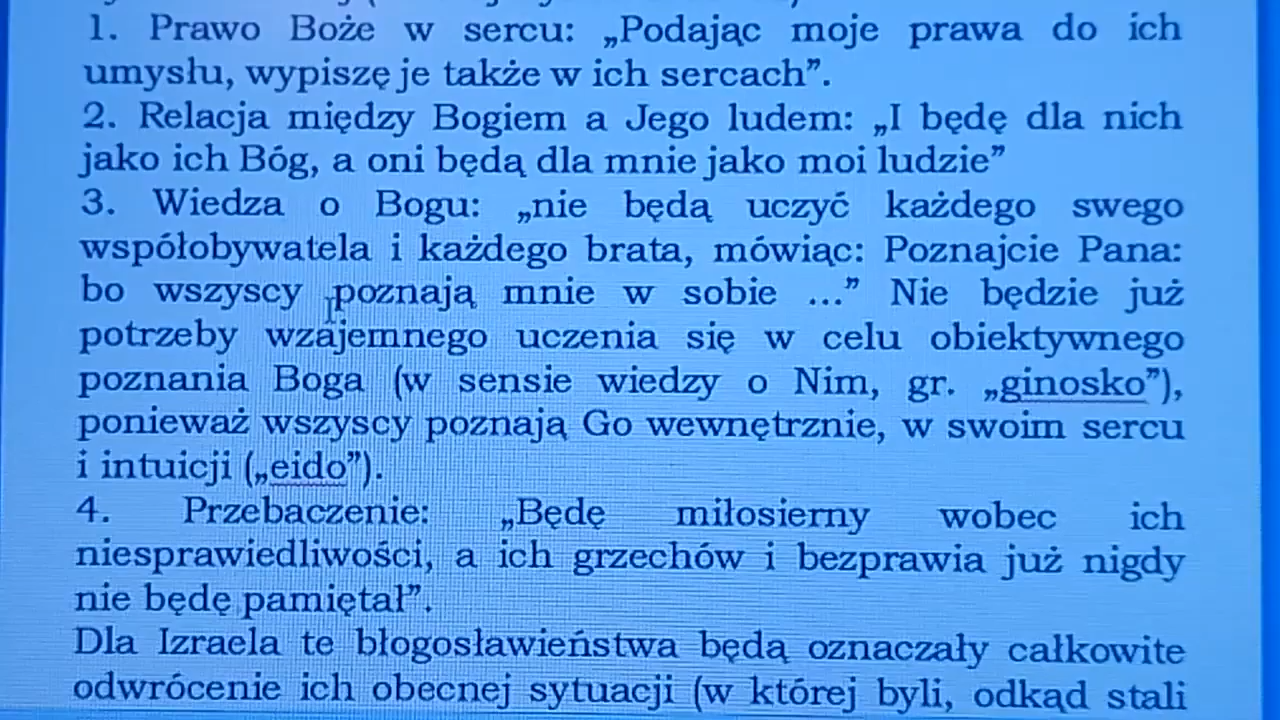 1. Prawo Boże w sercu: „Podając moje prawa do ich
umysłu, wypiszę je także w ich sercach”.
2. Relacja między Bogiem a Jego ludem: „I będę dla nich
jako ich Bóg, a oni będą dla mnie jako moi ludzie”
3. Wiedza o Bogu: „nie będą uczyć każdego swego
współobywatela i każdego brata, mówiąc: Poznajcie Pana:
bo wszyscy poznają mnie w sobie ...” Nie będzie już
potrzeby wzajemnego uczenia się w celu obiektywnego
poznania Boga (w sensie wiedzy o Nim, gr. „ginosko”),
ponieważ wszyscy poznają Go wewnętrznie, w swoim sercu
i intuicji („eido”).
4. Przebaczenie: „Będę miłosierny wobec ich
niesprawiedliwości, a ich grzechów i bezprawia już nigdy
nie będę pamiętał”.
Dla Izraela te błogosławieństwa będą oznaczały całkowite
odwrócenie ich obecnej sytuacji (w której byli, odkąd stali